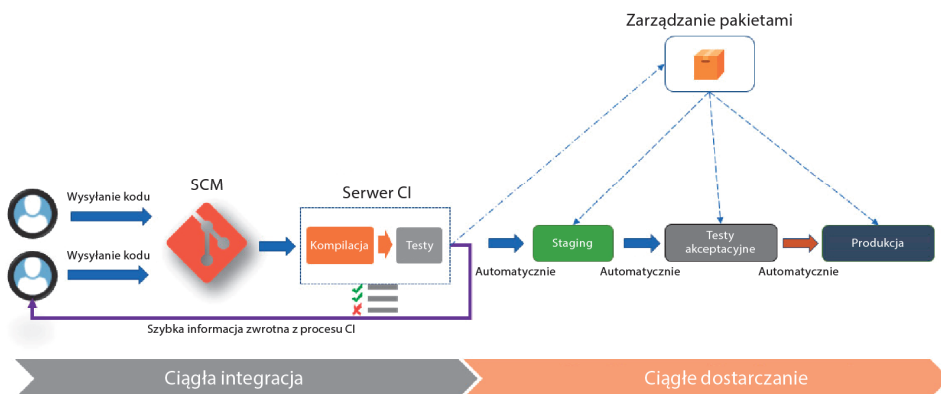 Zarządzanie pakietami
SCM
Wysyłanie kodu
Wysyłanie kodu
Serwer CI
Kompilacja
Testy
Staging
Testy
akceptacyjne
Produkcja
Automatycznie
Automatycznie
Automatycznie
Szybka informacja zwrotna z procesu CI
Ciągła integracja
Ciągłe dostarczanie